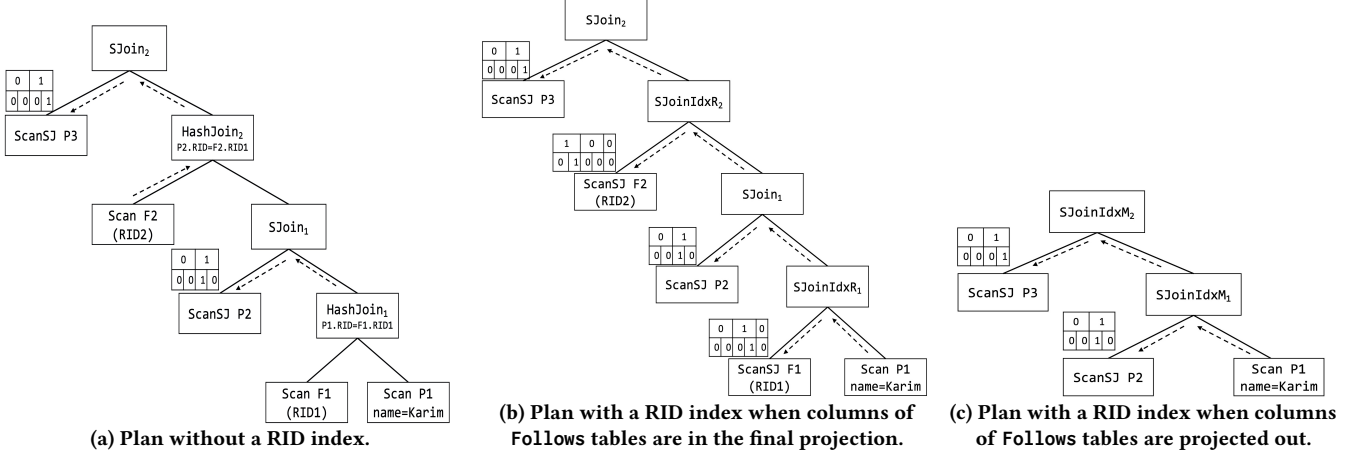 SJoin₂
0 1
0 0 0 1
ScanSJ P3
HashJoin₂
P2.RID=F2.RID1
Scan F2
(RID2)
SJoin₁
0 1
0 0 1 0
ScanSJ P2
HashJoin₁
P1.RID=F1.RID1
Scan F1
(RID1)
Scan P1
name=Karim
(a) Plan without a RID index.
SJoin₂
0 1
0 0 0 1
ScanSJ P3
SJoinIdxR₂
1 0 0
0 1 0 0 0
ScanSJ F2
(RID2)
SJoin₁
0 1
0 0 1 0
ScanSJ P2
SJoinIdxR₁
0 1 0
0 0 0 1 0
ScanSJ F1
(RID1)
Scan P1
name=Karim
(b) Plan with a RID index when columns of
Follows tables are in the final projection.
SJoinIdxM₂
0 1
0 0 0 1
ScanSJ P3
SJoinIdxM₁
0 1
0 0 1 0
ScanSJ P2
Scan P1
name=Karim
(c) Plan with a RID index when columns
of Follows tables are projected out.